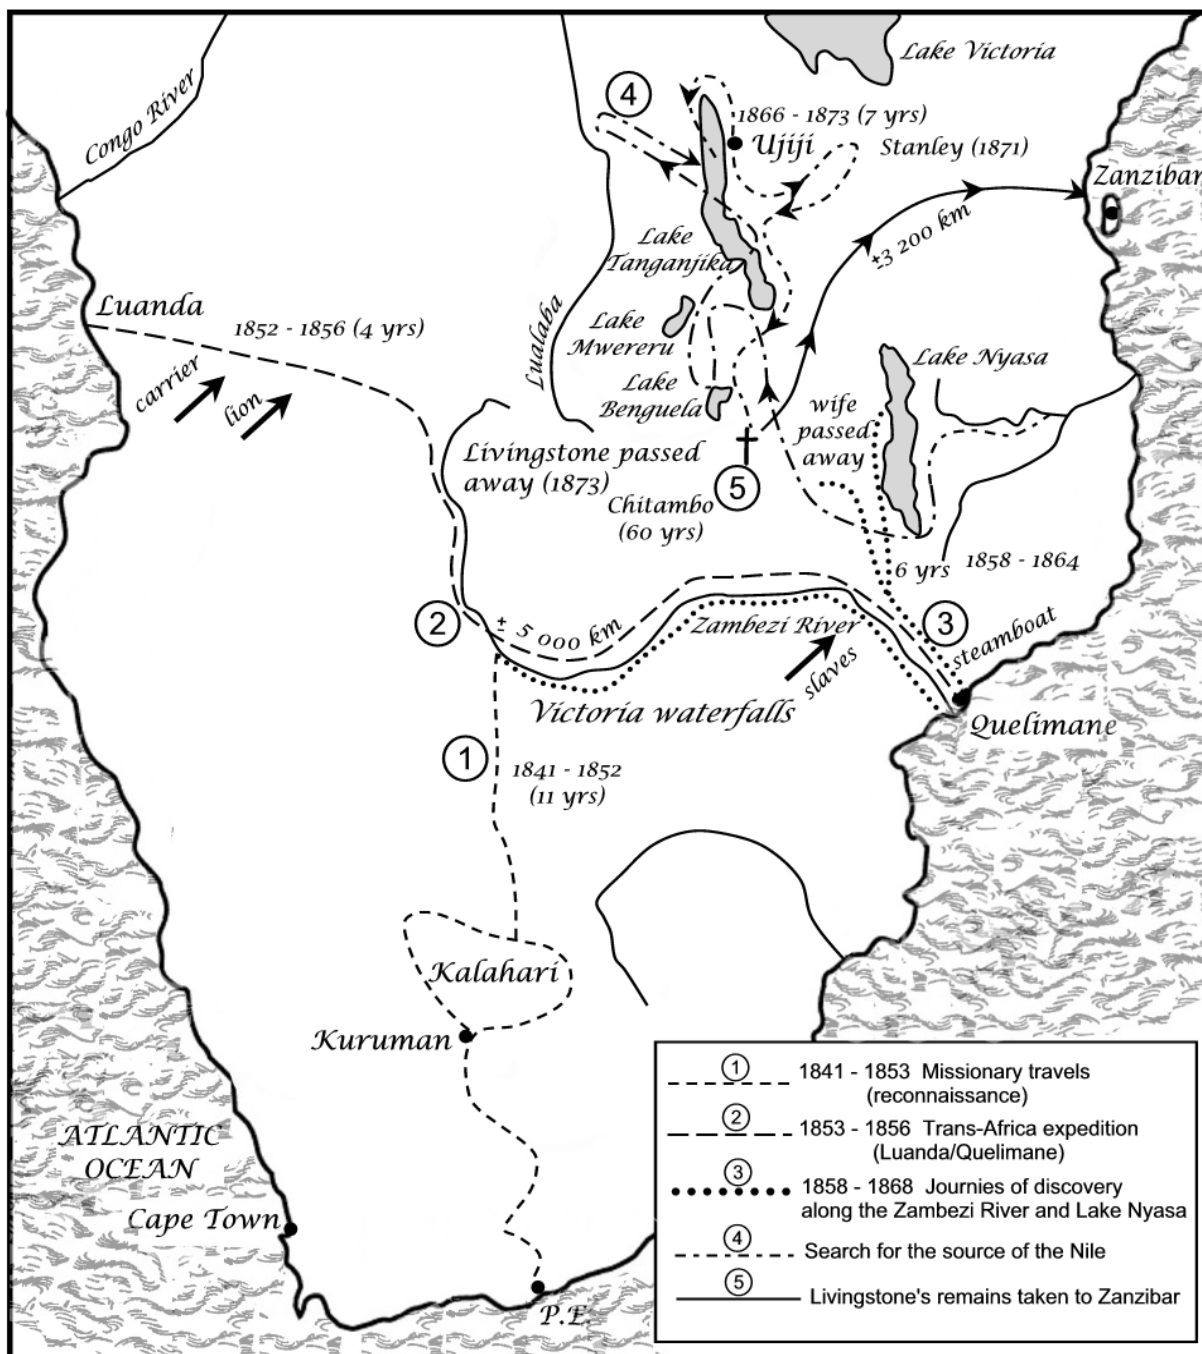 Lake Victoria
Congo River
4
1866 - 1873 (7 yrs)
Ujiji
Stanley (1871)
Zanzibar
±3 200 km
Lake
Tanganjika
Luanda
1852 - 1856 (4 yrs)
Lualaba
Lake
Mwereru
Lake Nyasa
carrier
lion
Lake
Benguela
wife
passed
away
Livingstone passed
away (1873)
5
Chitambo
(60 yrs)
6 yrs
1858 - 1864
2
± 5 000 km
Zambezi River
3
steamboat
slaves
Victoria waterfalls
Quelimane
1
1841 - 1852
(11 yrs)
Kalahari
Kuruman
ATLANTIC
OCEAN
Cape Town
P.E.
1
1841 - 1853 Missionary travels
(reconnaissance)
2
1853 - 1856 Trans-Africa expedition
(Luanda/Quelimane)
3
1858 - 1868 Journies of discovery
along the Zambezi River and Lake Nyasa
4
Search for the source of the Nile
5
Livingstone's remains taken to Zanzibar